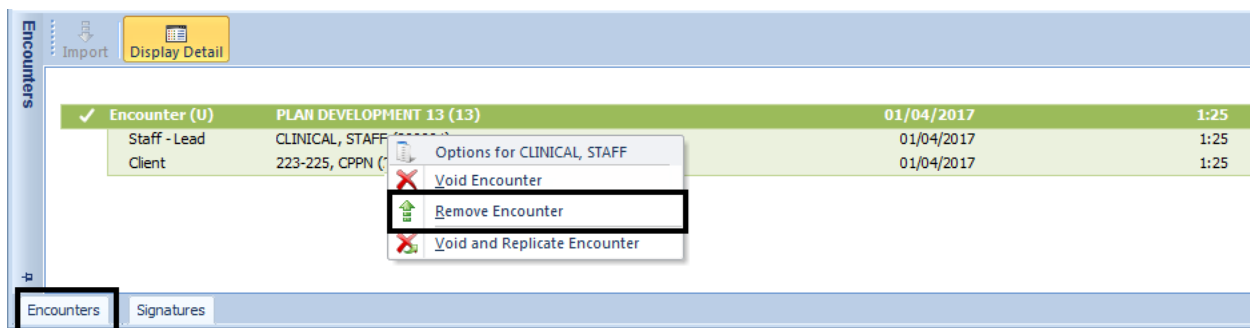 Encounters
Import
Display Detail
Encounter (U) PLAN DEVELOPMENT 13 (13) 01/04/2017 1:25
Staff - Lead CLINICAL, STAFF 01/04/2017 1:25
Client 223-225, CPPN (7 01/04/2017 1:25
Options for CLINICAL, STAFF
Void Encounter
Remove Encounter
Void and Replicate Encounter
Encounters
Signatures